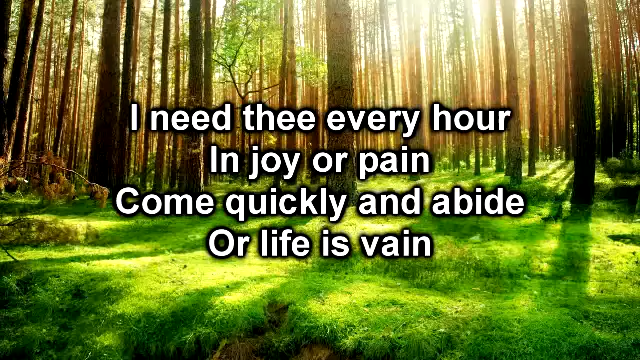 I need thee every hour
In joy or pain
Come quickly and abide
Or life is vain